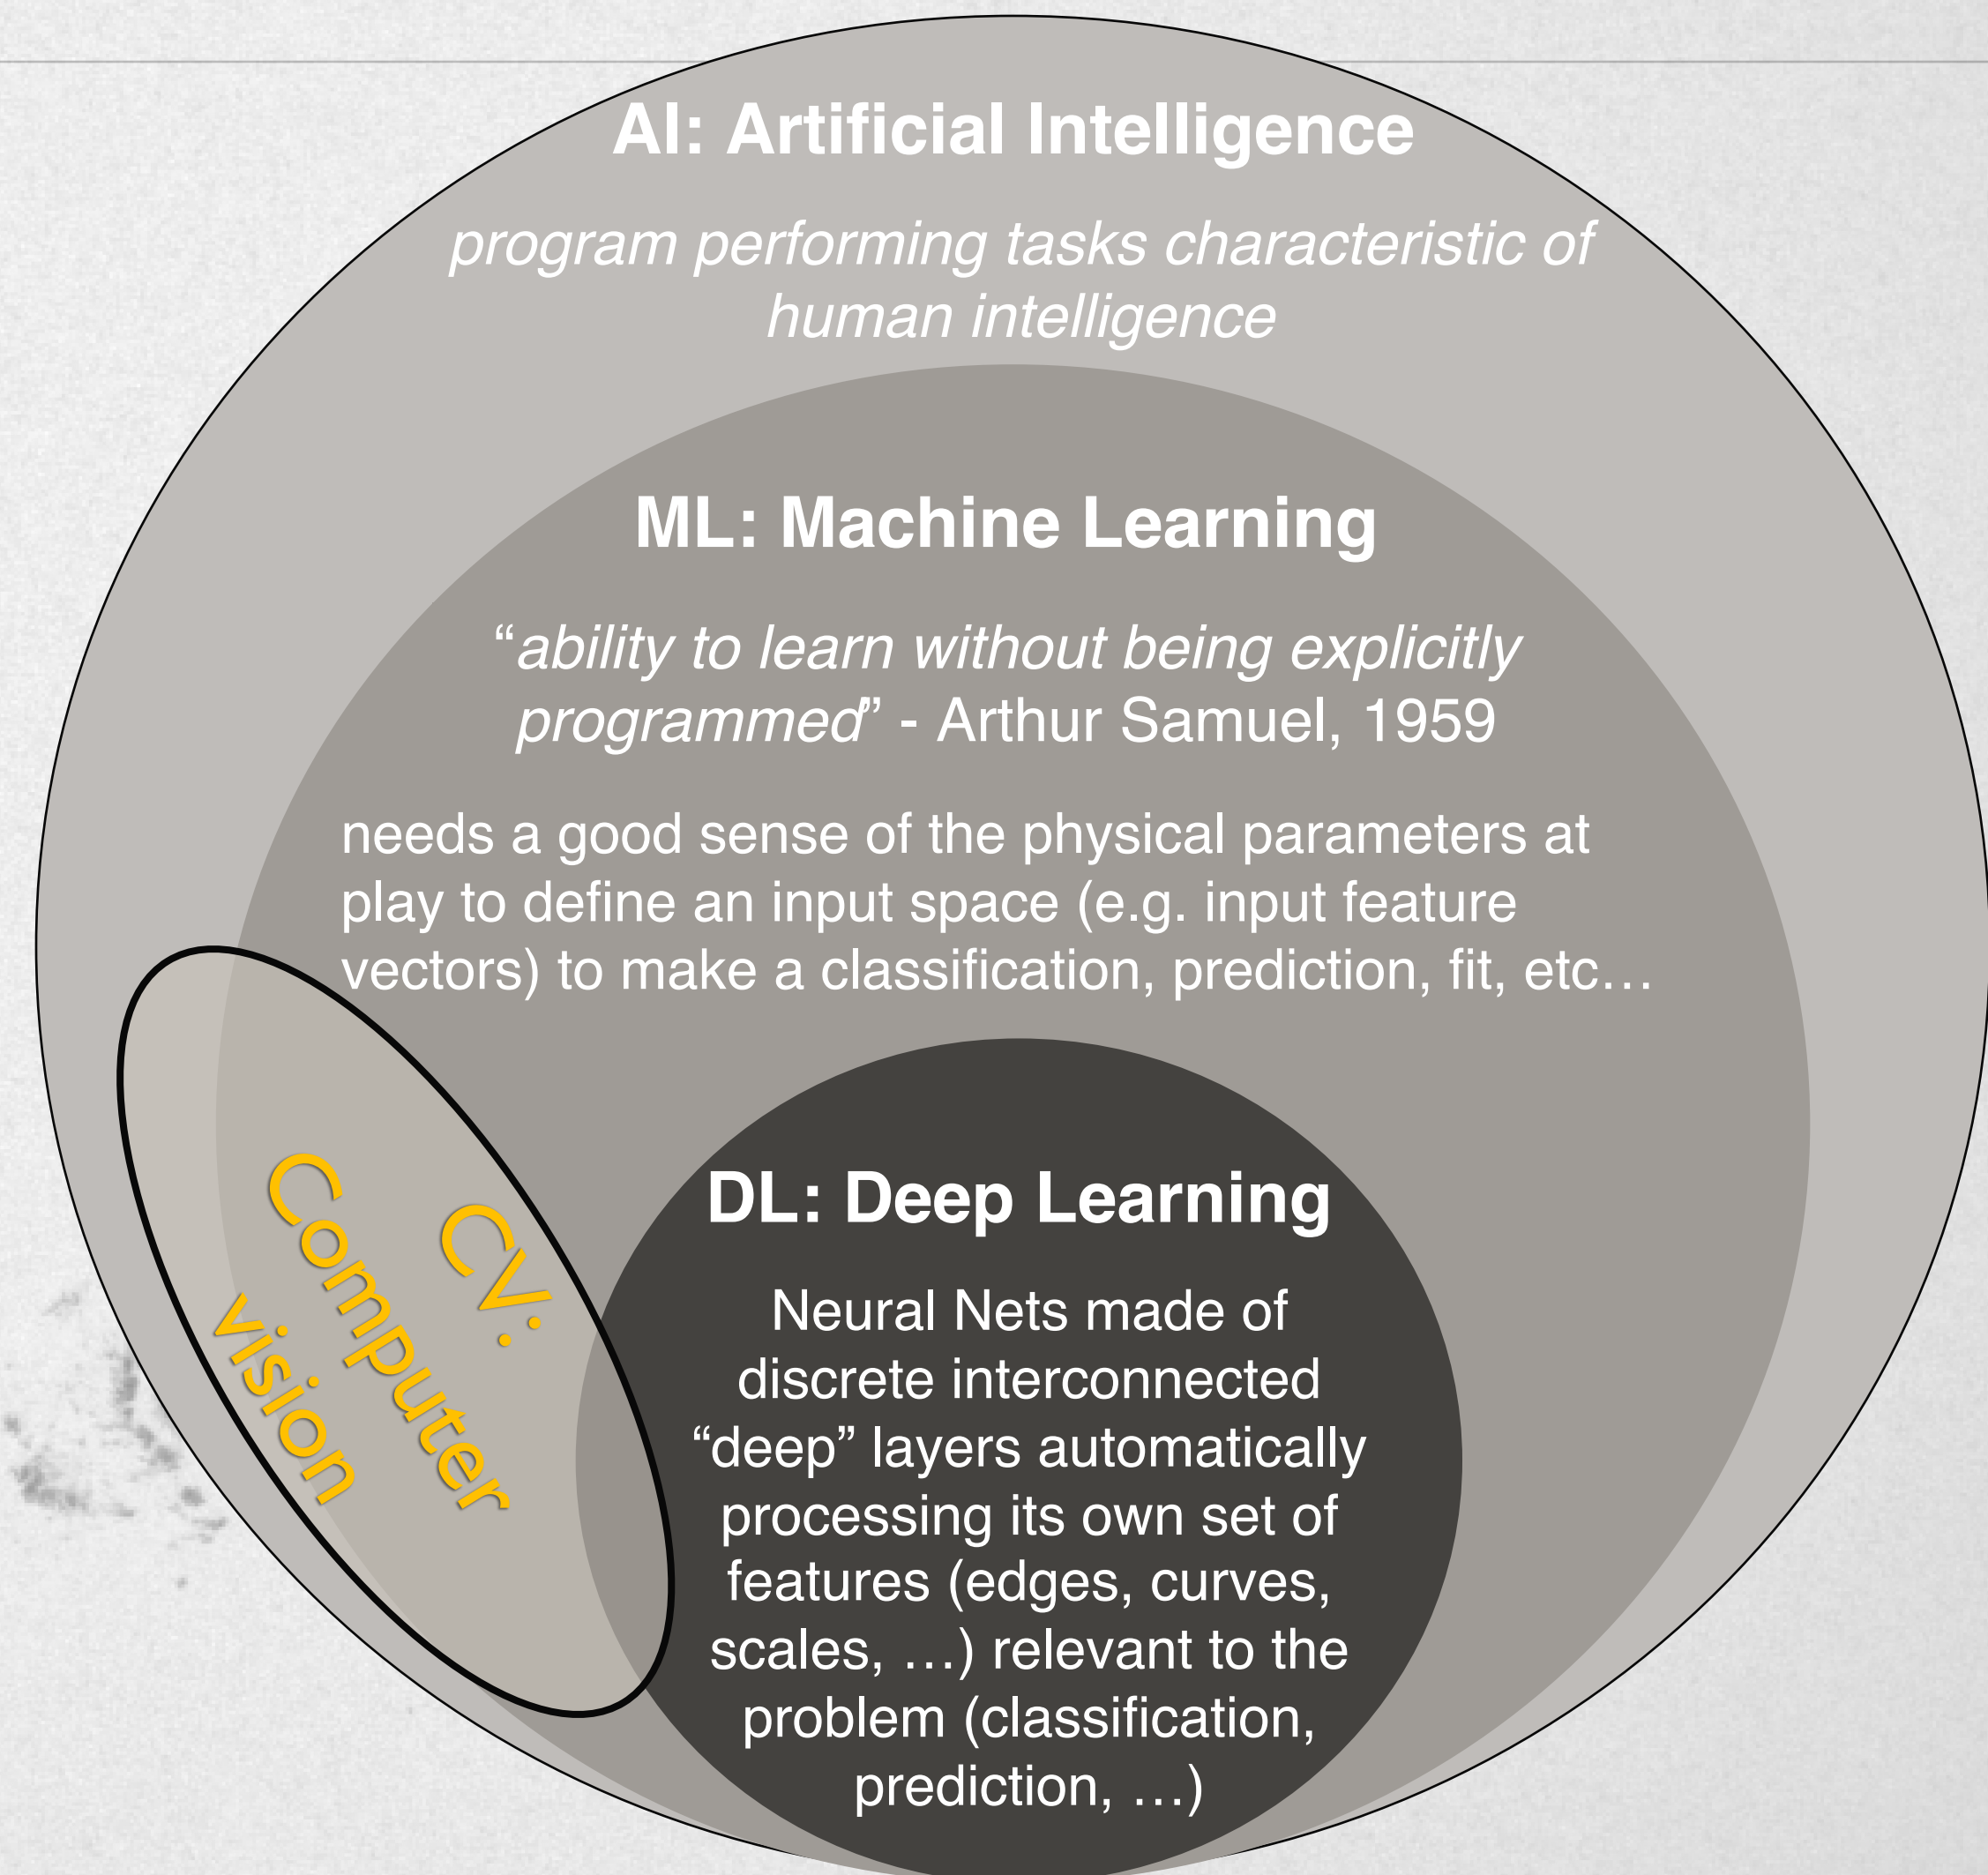 AI: Artificial Intelligence
program performing tasks characteristic of
human intelligence
ML: Machine Learning
“ability to learn without being explicitly
programmed” - Arthur Samuel, 1959
needs a good sense of the physical parameters at
play to define an input space (e.g. input feature
vectors) to make a classification, prediction, fit, etc…
CV:
Computer
vision
DL: Deep Learning
Neural Nets made of
discrete interconnected
“deep” layers automatically
processing its own set of
features (edges, curves,
scales, …) relevant to the
problem (classification,
prediction, …)